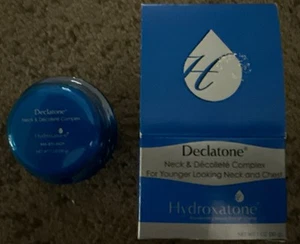 Declatone®
Neck & Décolleté Complex
Hydroxatone
H
Declatone®
Neck & Décolleté Complex
For Younger Looking Neck and Chest
Hydroxatone